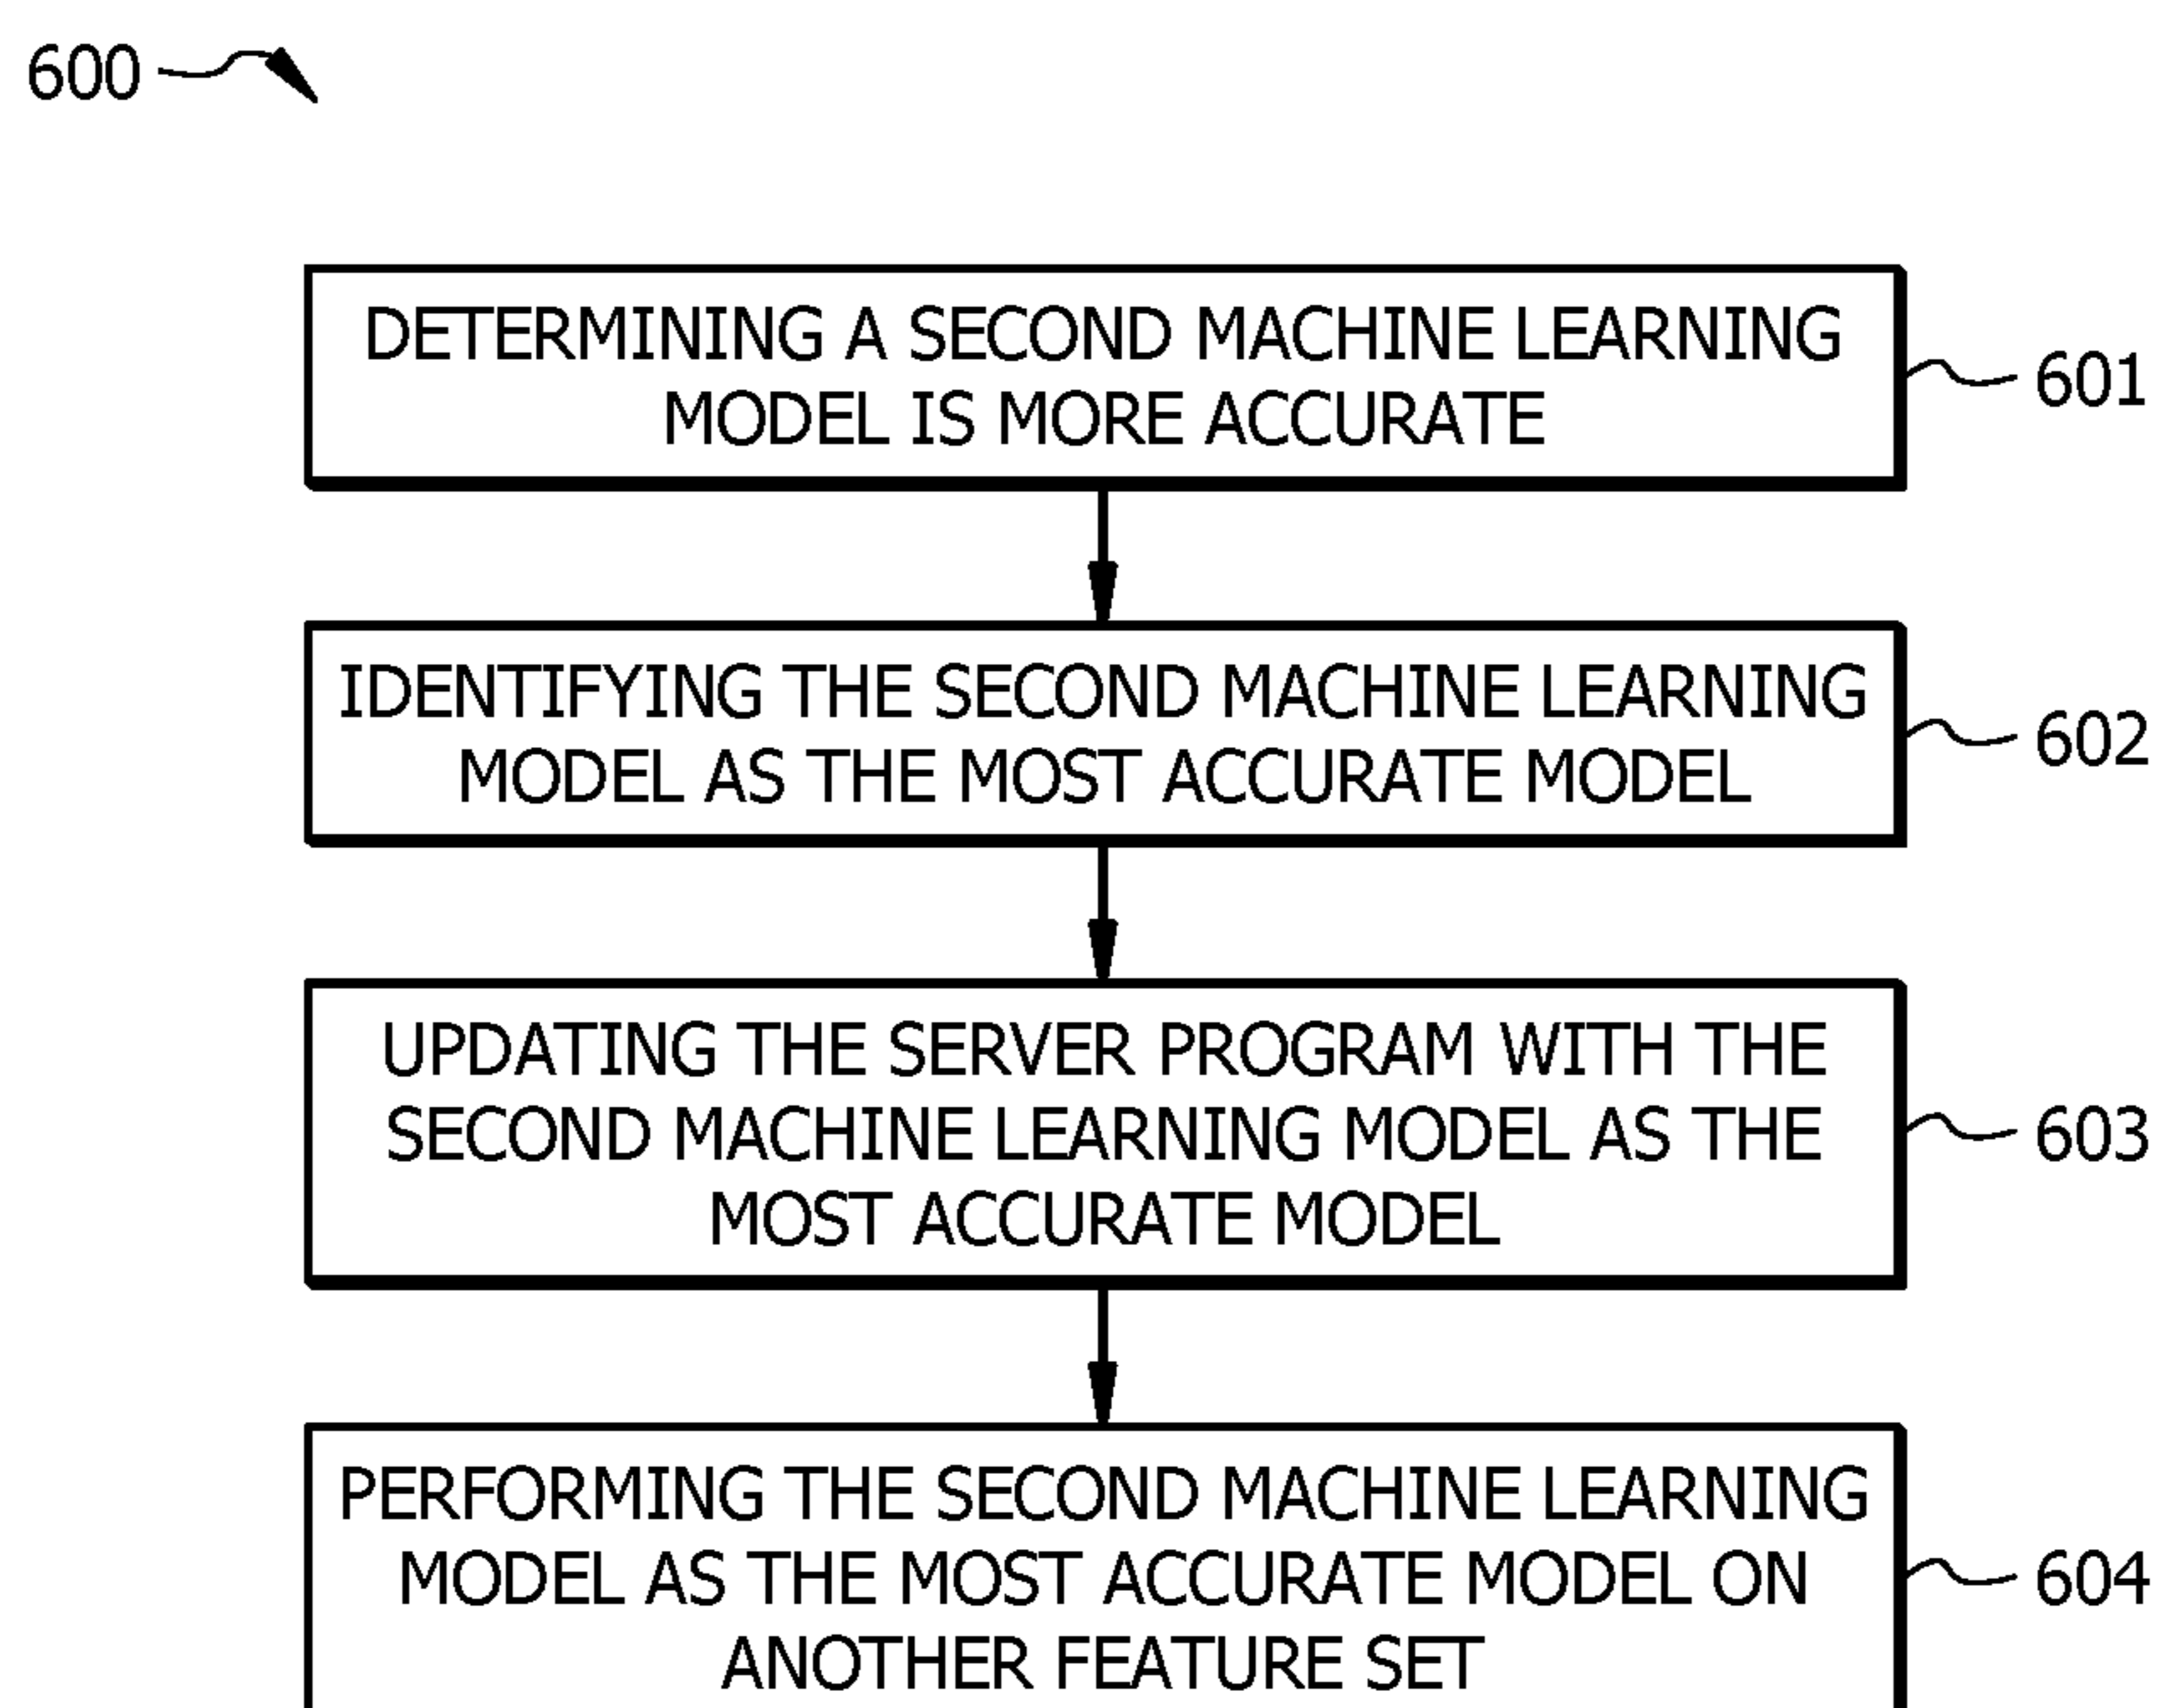 600
DETERMINING A SECOND MACHINE LEARNING
MODEL IS MORE ACCURATE
601
IDENTIFYING THE SECOND MACHINE LEARNING
MODEL AS THE MOST ACCURATE MODEL
602
UPDATING THE SERVER PROGRAM WITH THE
SECOND MACHINE LEARNING MODEL AS THE
MOST ACCURATE MODEL
603
PERFORMING THE SECOND MACHINE LEARNING
MODEL AS THE MOST ACCURATE MODEL ON
ANOTHER FEATURE SET
604